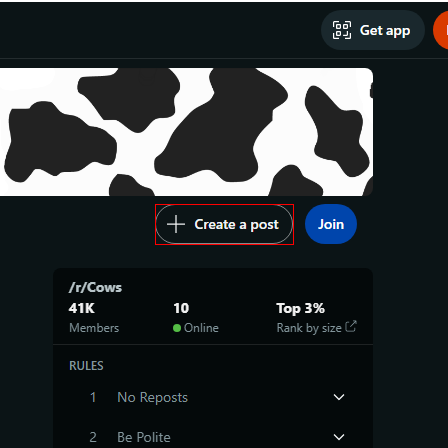 Get app
Create a post
Join
/r/Cows
41K 10 Top 3%
Members Online Rank by size
RULES
1 No Reposts
2 Be Polite